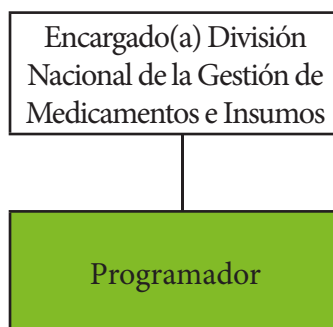 Encargado(a) División
Nacional de la Gestión de
Medicamentos e Insumos
Programador